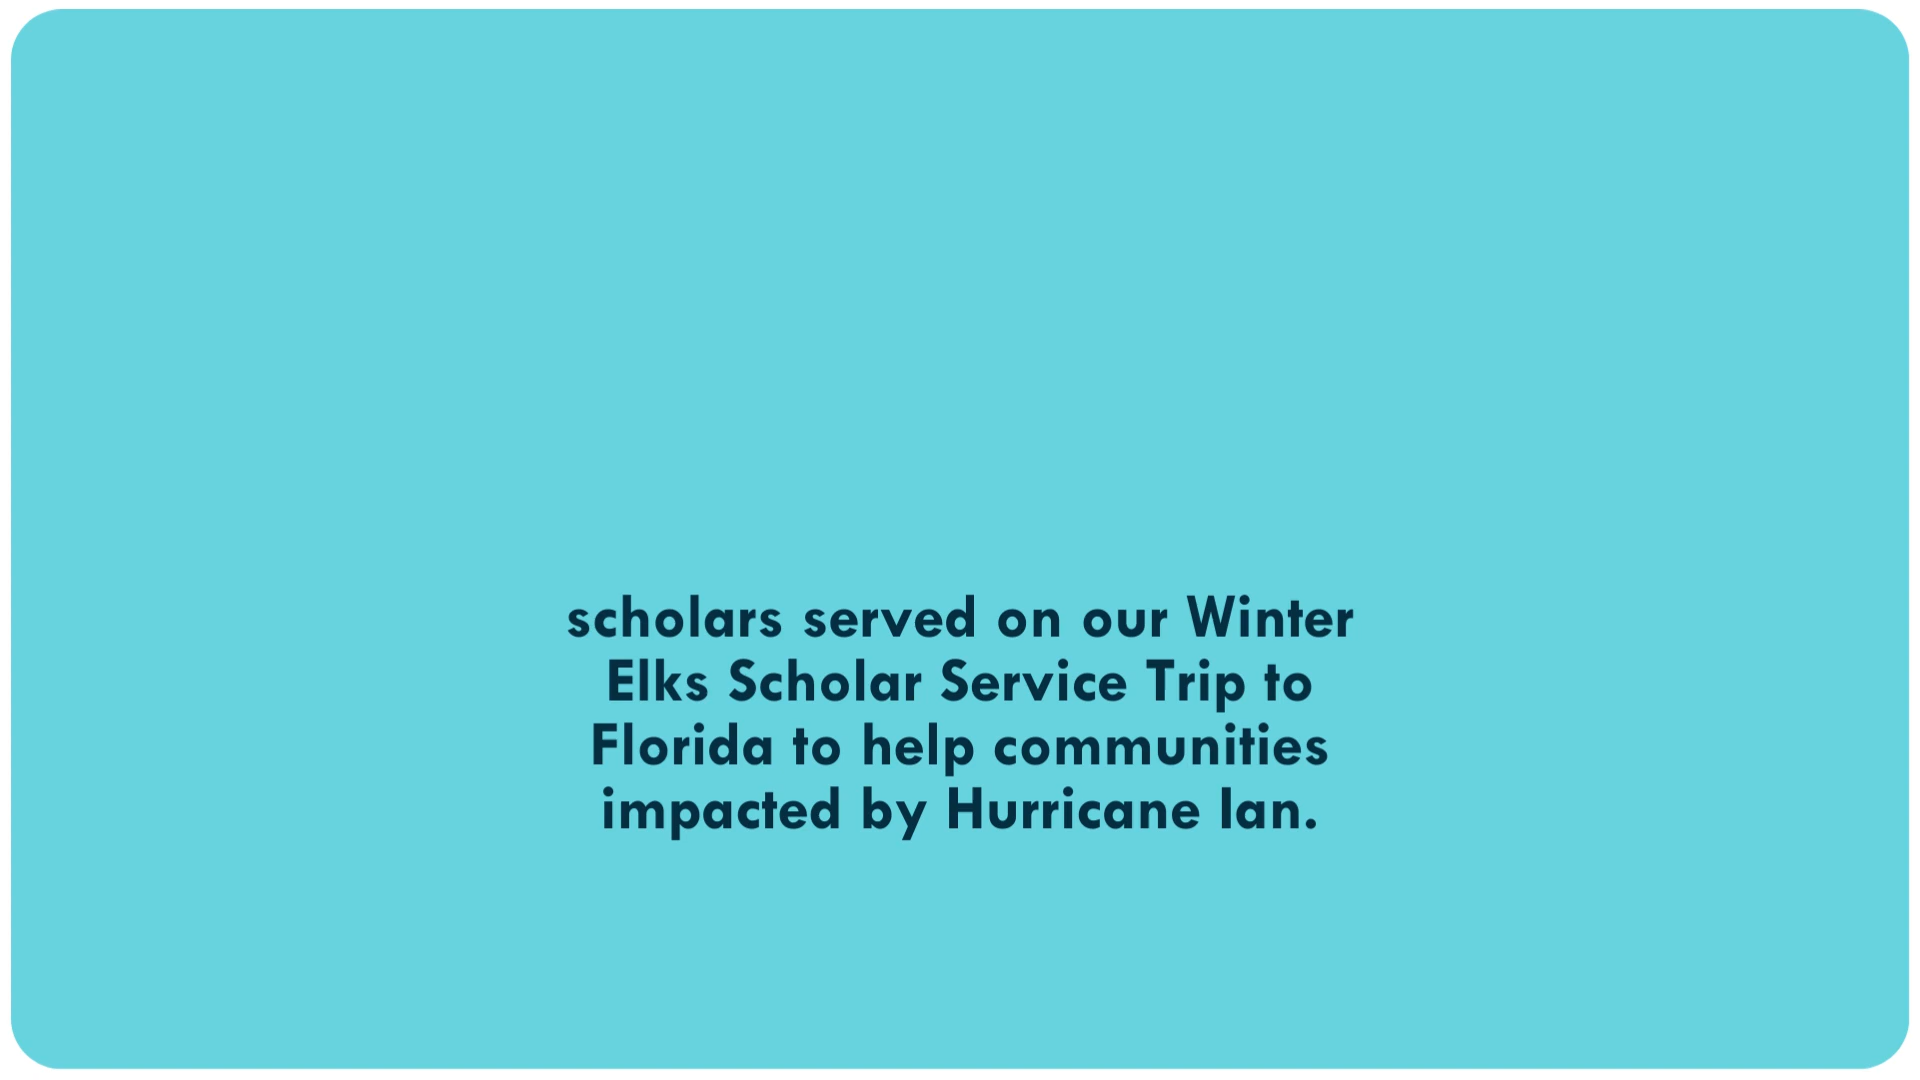 scholars served on our Winter
Elks Scholar Service Trip to
Florida to help communities
impacted by Hurricane Ian.